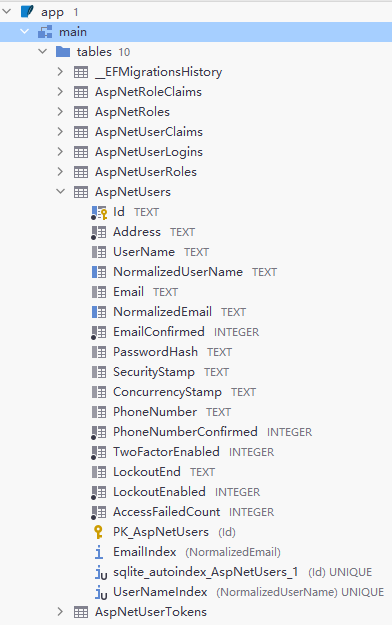 app 1
main
tables 10
__EFMigrationsHistory
AspNetRoleClaims
AspNetRoles
AspNetUserClaims
AspNetUserLogins
AspNetUserRoles
AspNetUsers
Id TEXT
Address TEXT
UserName TEXT
NormalizedUserName TEXT
Email TEXT
NormalizedEmail TEXT
EmailConfirmed INTEGER
PasswordHash TEXT
SecurityStamp TEXT
ConcurrencyStamp TEXT
PhoneNumber TEXT
PhoneNumberConfirmed INTEGER
TwoFactorEnabled INTEGER
LockoutEnd TEXT
LockoutEnabled INTEGER
AccessFailedCount INTEGER
PK_AspNetUsers (Id)
EmailIndex (NormalizedEmail)
sqlite_autoindex_AspNetUsers_1 (Id) UNIQUE
UserNameIndex (NormalizedUserName) UNIQUE
AspNetUserTokens